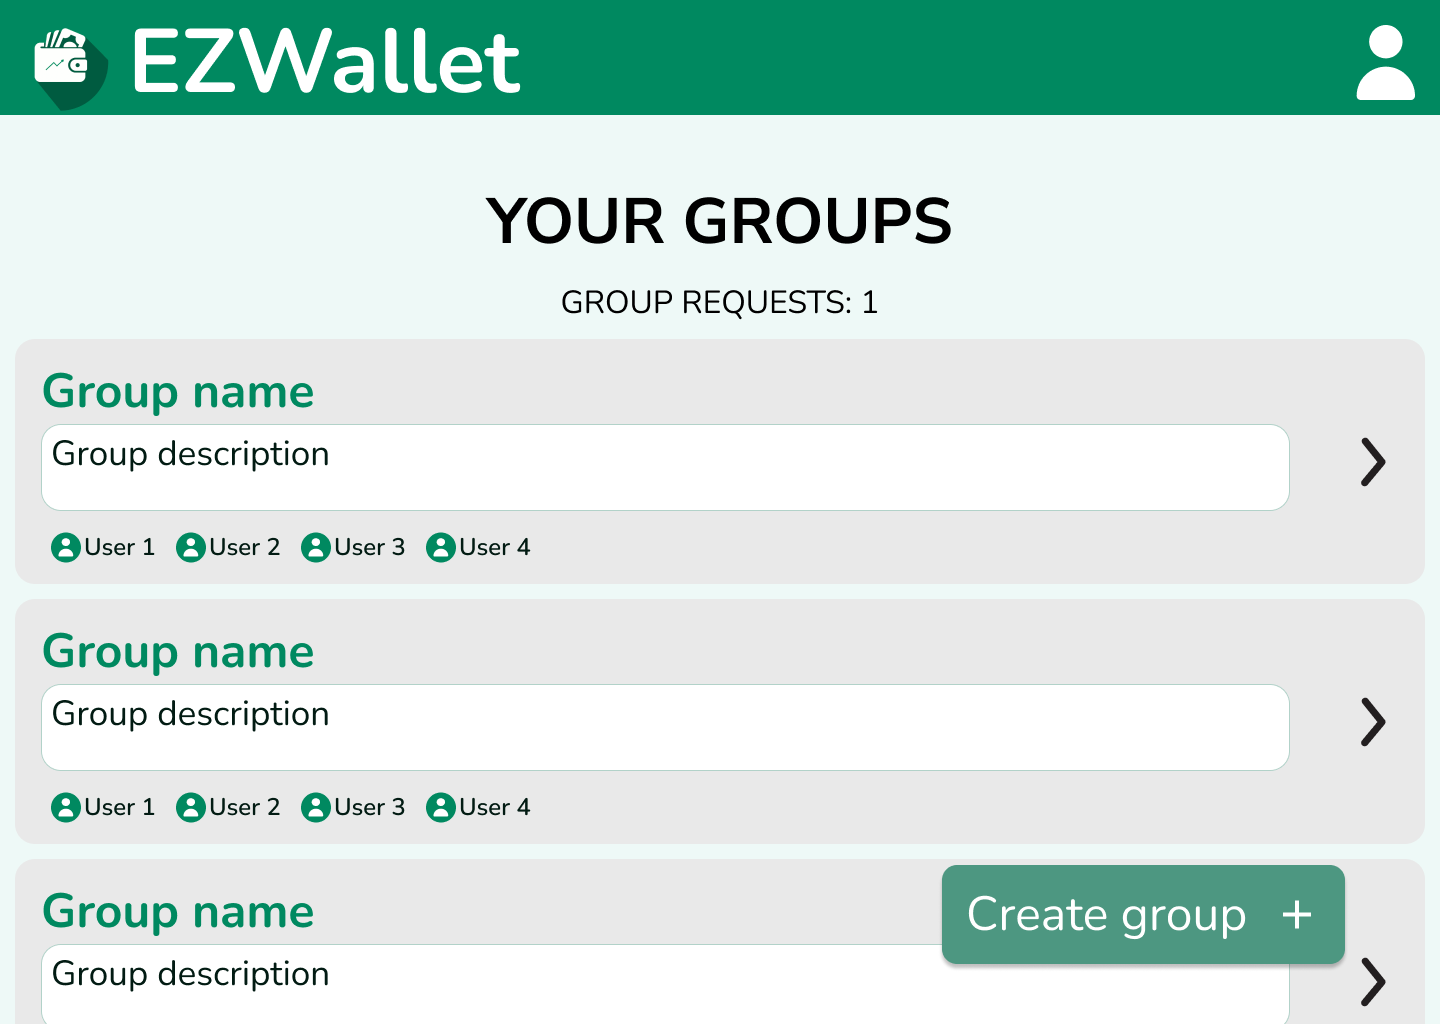 EZWallet
YOUR GROUPS
GROUP REQUESTS: 1
Group name
Group description
User 1 User 2 User 3 User 4
Group name
Group description
User 1 User 2 User 3 User 4
Group name
Create group +
Group description